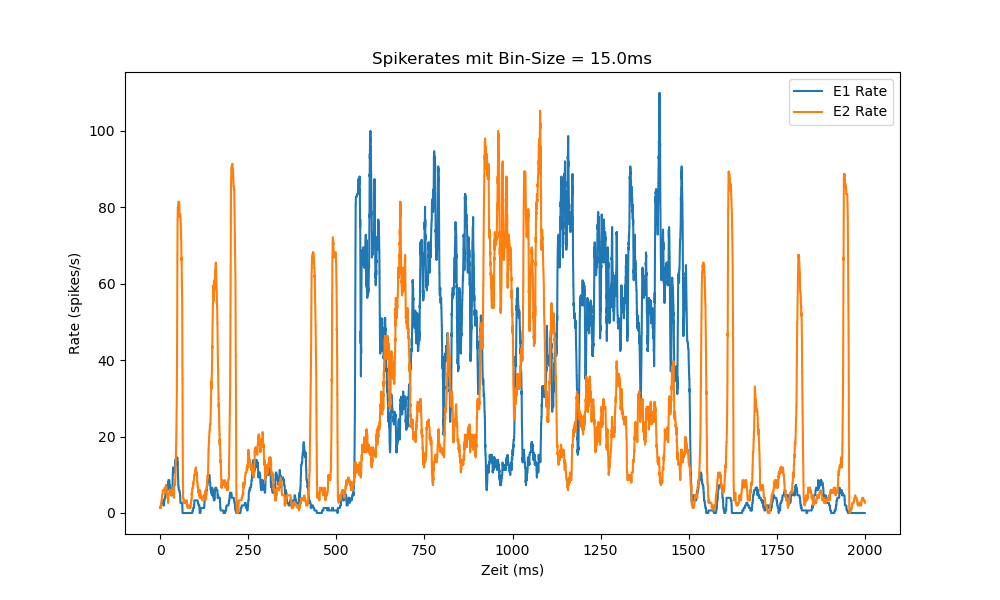 Spikerates mit Bin-Size = 15.0ms
E1 Rate
E2 Rate
Rate (spikes/s)
100
80
60
40
20
0
0 250 500 750 1000 1250 1500 1750 2000
Zeit (ms)